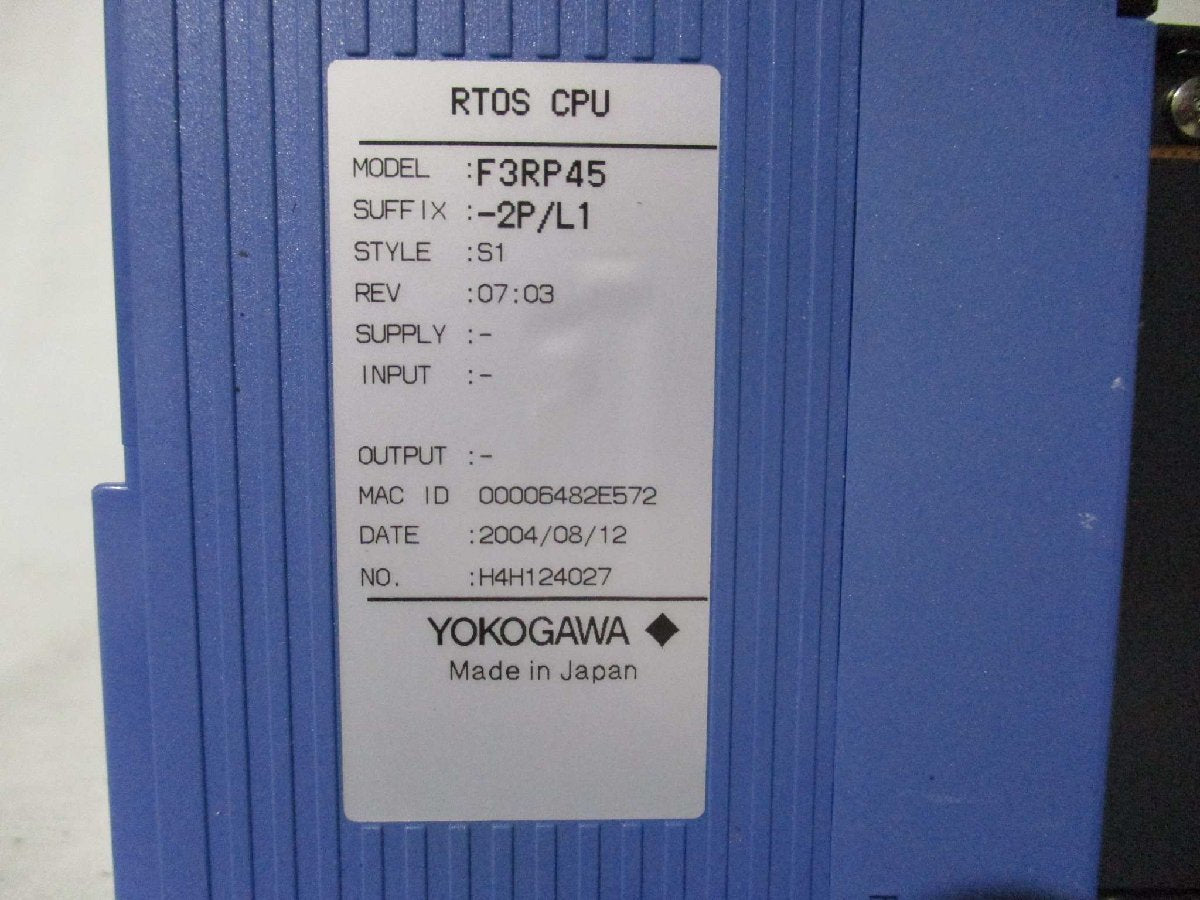 RTOS CPU
MODEL :F3RP45
SUFFIX :-2P/L1
STYLE :S1
REV :07:03
SUPPLY :-
INPUT :-
OUTPUT :-
MAC ID 00006482E572
DATE :2004/08/12
NO. :H4H124027
YOKOGAWA ◆
Made in Japan